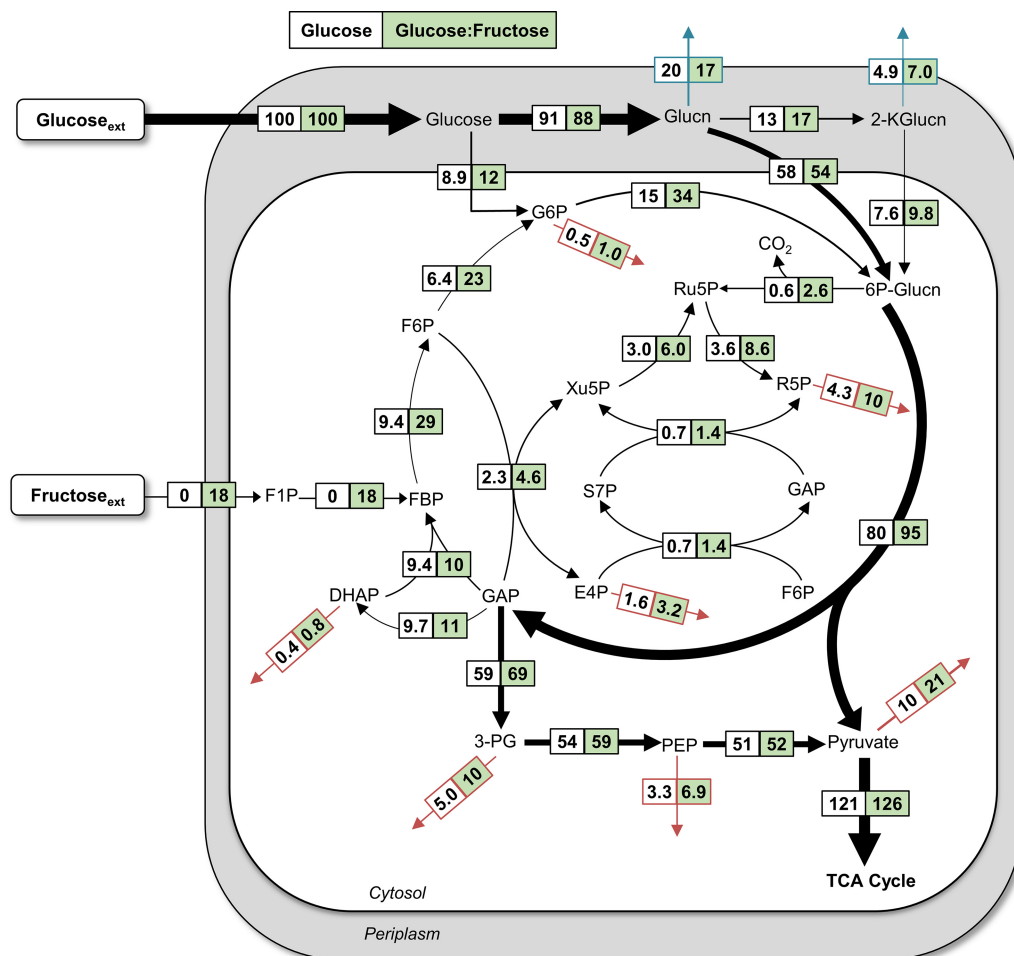 Glucose Glucose:Fructose
20 17 4.9 7.0
Glucose_ext 100 100 Glucose 91 88 Glucn 13 17 2-KGlucn
8.9 12 58 54
15 34
G6P 7.6 9.8
0.5 1.0
CO₂
6.4 23 Ru5P 0.6 2.6 6P-Glucn
F6P 3.0 6.0 3.6 8.6
Xu5P R5P 4.3 10
9.4 29 0.7 1.4
2.3 4.6
Fructose_ext 0 18 F1P 0 18 FBP S7P GAP
80 95
9.4 10 0.7 1.4
DHAP GAP E4P 1.6 3.2 F6P
9.7 11
0.4 0.8
59 69
10 21
3-PG 54 59 PEP 51 52 Pyruvate
5.0 10 3.3 6.9
121 126
TCA Cycle
Cytosol
Periplasm